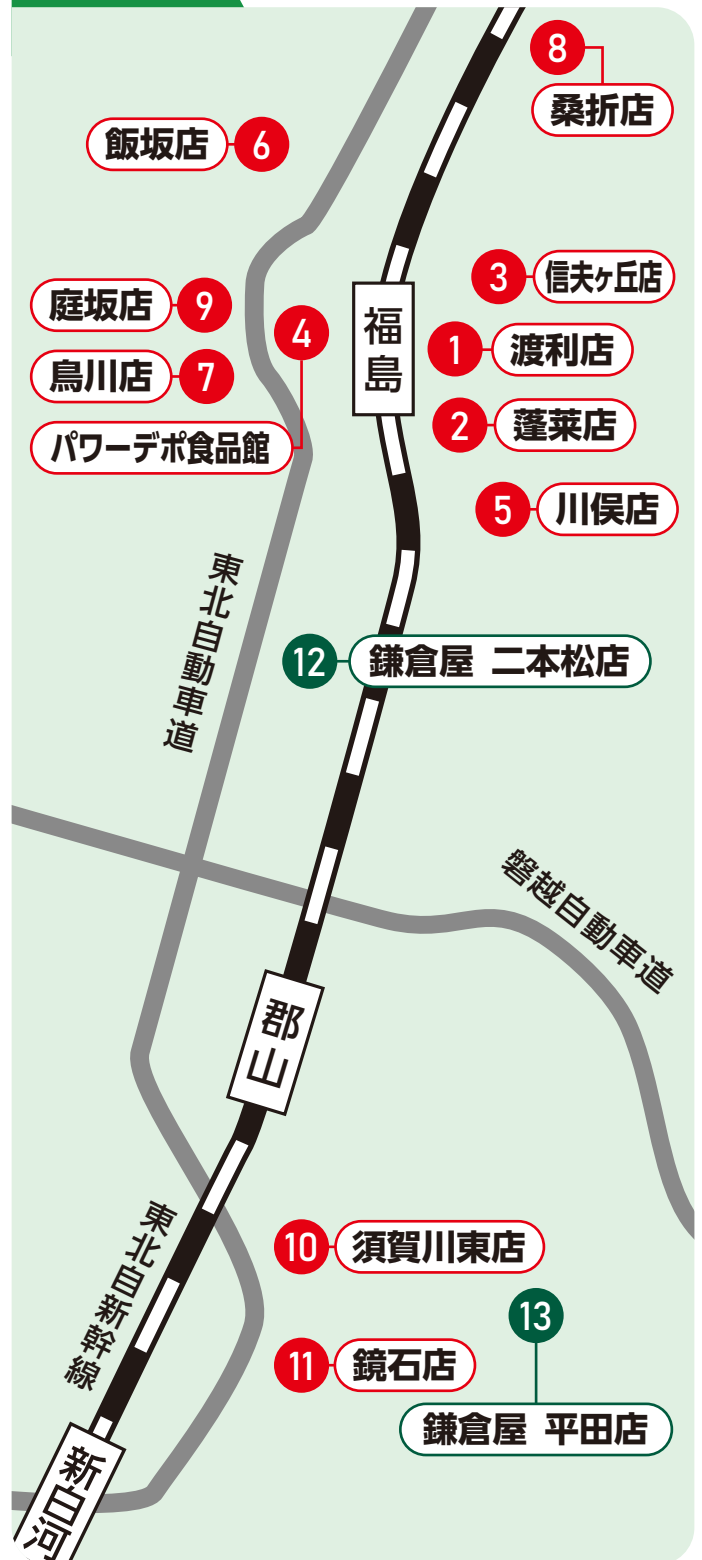 8
桑折店
飯坂店
6
3
信夫ヶ丘店
庭坂店
9
4
福島
1
渡利店
鳥川店
7
2
蓬莱店
パワーデポ食品館
5
川俣店
東北自動車道
12
鎌倉屋 二本松店
磐越自動車道
郡山
東北自新幹線
10
須賀川東店
13
11
鏡石店
鎌倉屋 平田店
新白河